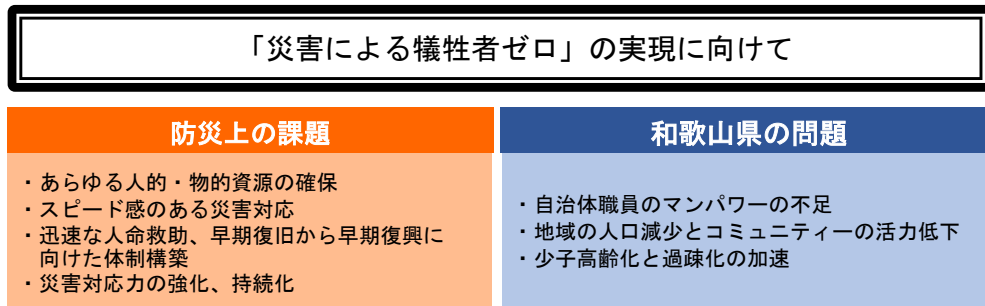 「災害による犠牲者ゼロ」の実現に向けて
防災上の課題
・あらゆる人的・物的資源の確保
・スピード感のある災害対応
・迅速な人命救助、早期復旧から早期復興に
向けた体制構築
・災害対応力の強化、持続化
和歌山県の問題
・自治体職員のマンパワーの不足
・地域の人口減少とコミュニティーの活力低下
・少子高齢化と過疎化の加速